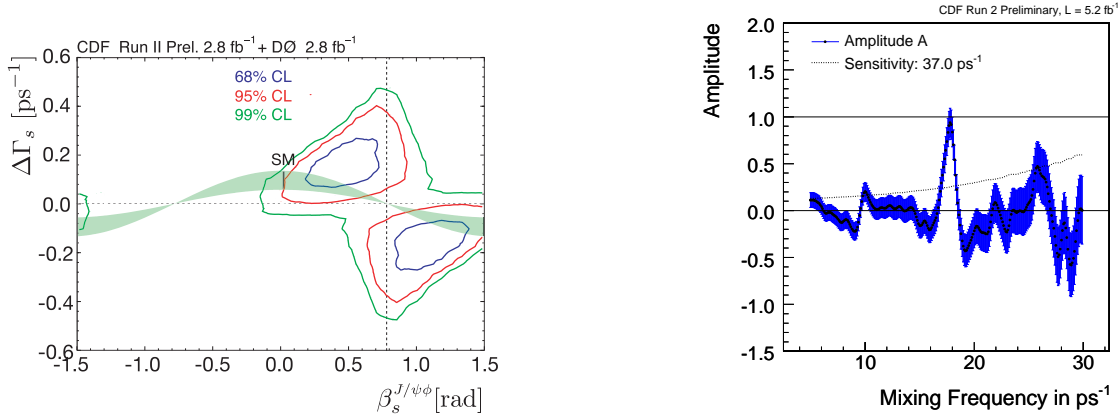 CDF Run II Prel. 2.8 fb⁻¹ + DØ 2.8 fb⁻¹
68% CL
95% CL
99% CL
SM
ΔΓₛ [ps⁻¹]
0.6
0.4
0.2
0.0
-0.2
-0.4
-0.6
-1.5 -1.0 -0.5 0.0 0.5 1.0 1.5
βₛ^{J/ψϕ} [rad]
CDF Run 2 Preliminary, L = 5.2 fb⁻¹
Amplitude A
Sensitivity: 37.0 ps⁻¹
Amplitude
2.0
1.5
1.0
0.5
0.0
-0.5
-1.0
-1.5
10 20 30
Mixing Frequency in ps⁻¹